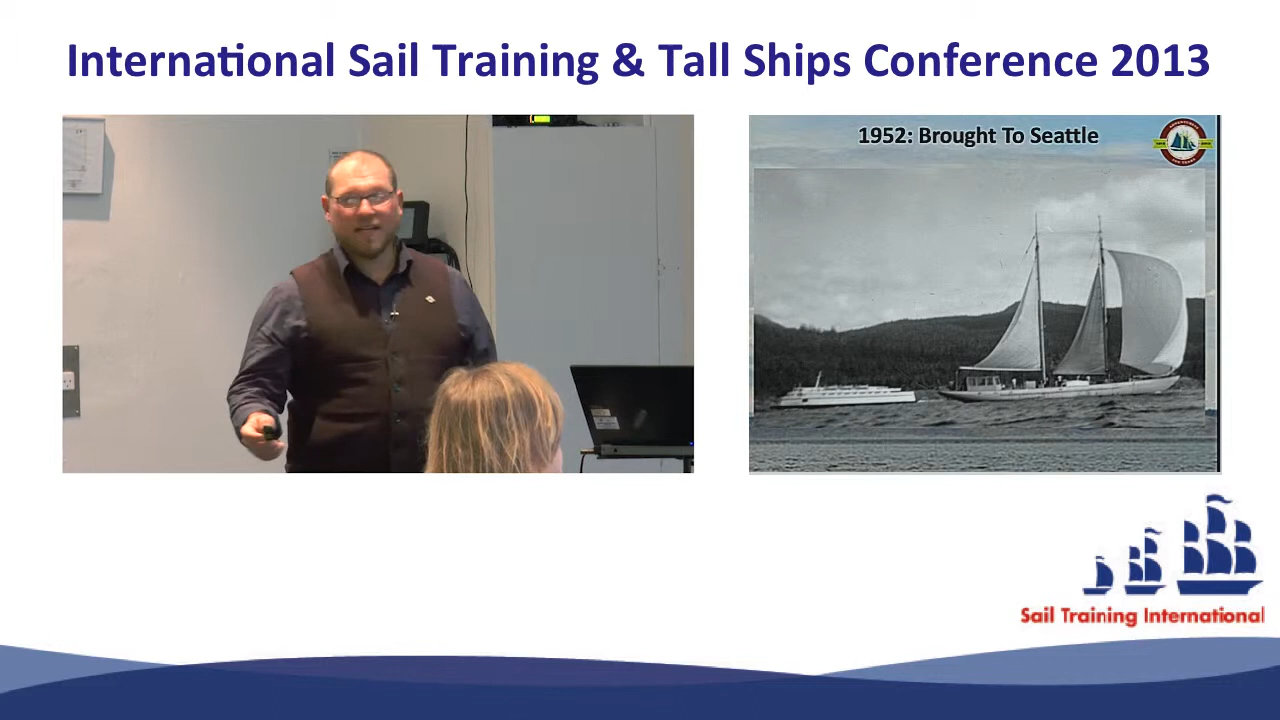 International Sail Training & Tall Ships Conference 2013
1952: Brought To Seattle
Sail Training International